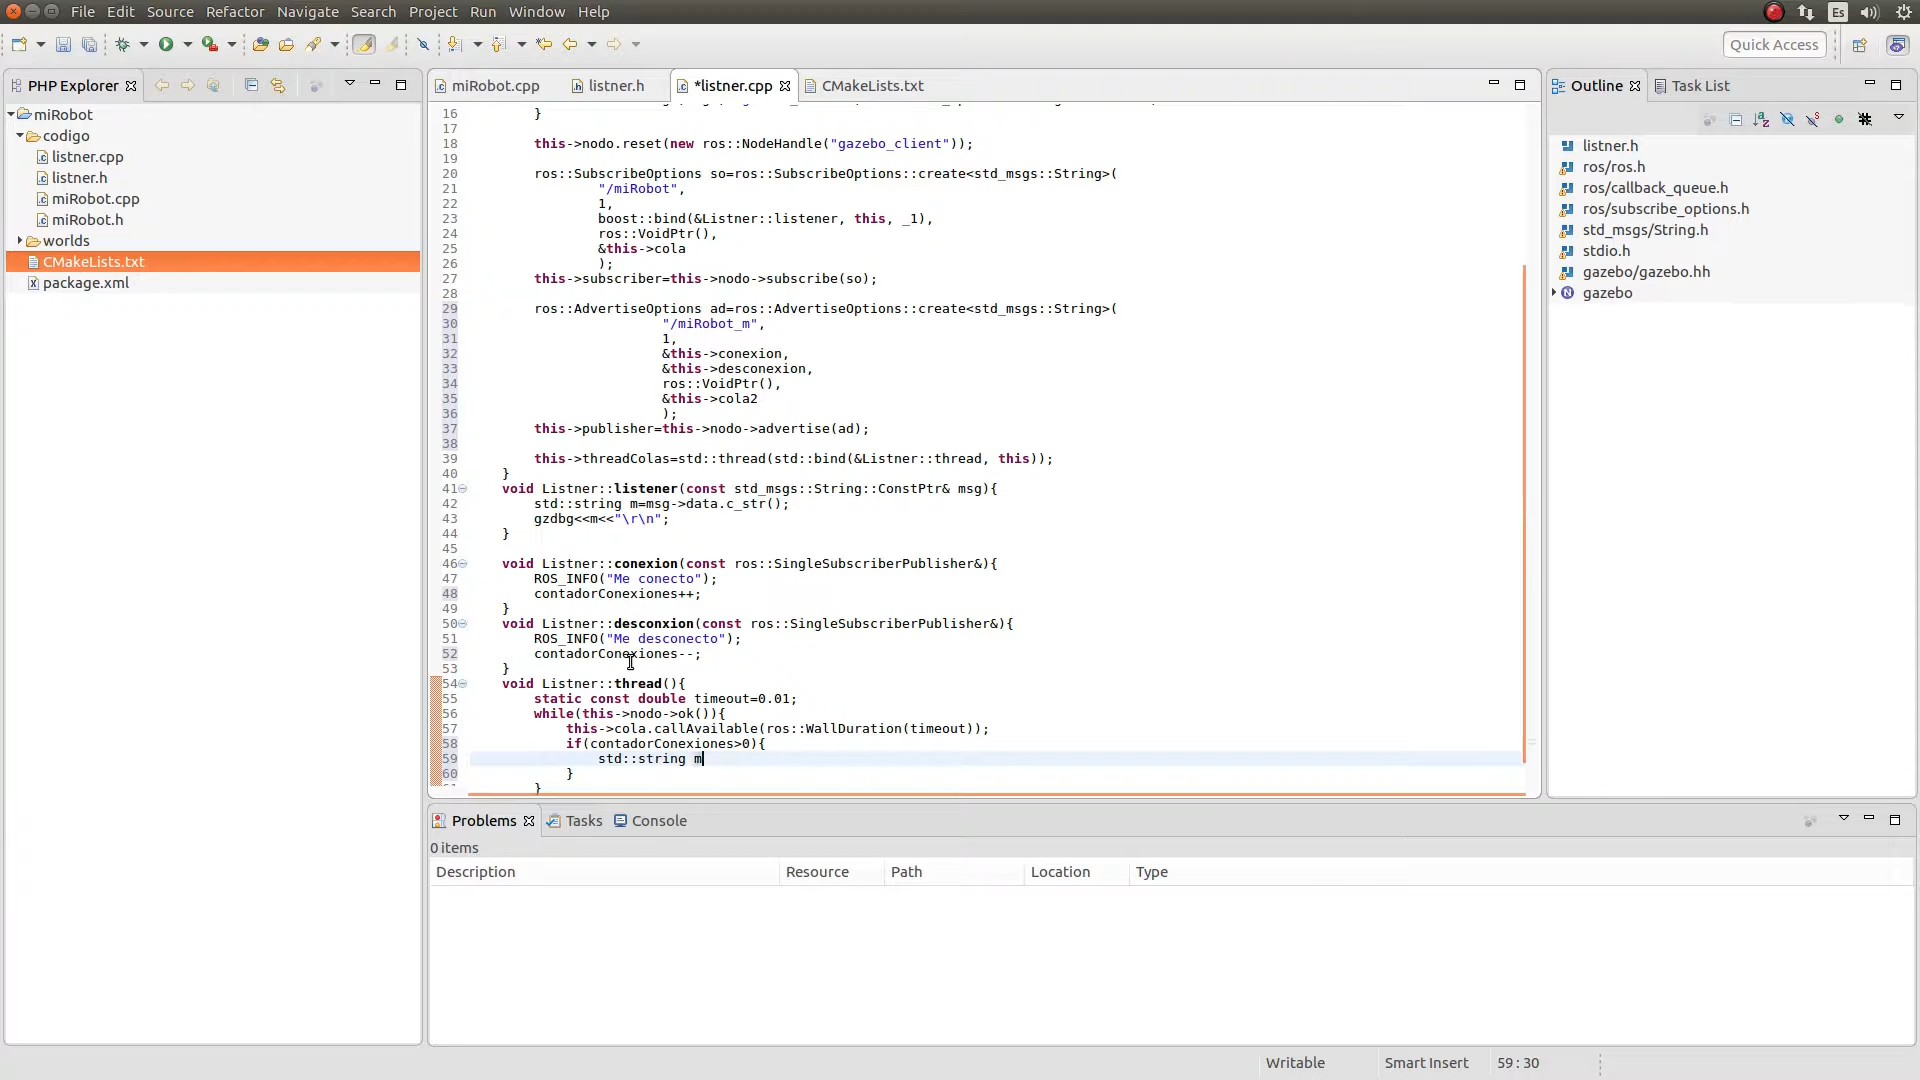 File Edit Source Refactor Navigate Search Project Run Window Help
Es
Quick Access
PHP Explorer
miRobot
codigo
listner.cpp
listner.h
miRobot.cpp
miRobot.h
worlds
CMakeLists.txt
package.xml
miRobot.cpp listner.h *listner.cpp CMakeLists.txt
16 }
17
18 this->nodo.reset(new ros::NodeHandle("gazebo_client"));
19
20 ros::SubscribeOptions so=ros::SubscribeOptions::create<std_msgs::String>(
21 "/miRobot",
22 1,
23 boost::bind(&Listner::listener, this, _1),
24 ros::VoidPtr(),
25 &this->cola
26 );
27 this->subscriber=this->nodo->subscribe(so);
28
29 ros::AdvertiseOptions ad=ros::AdvertiseOptions::create<std_msgs::String>(
30 "/miRobot_m",
31 1,
32 &this->conexion,
33 &this->desconexion,
34 ros::VoidPtr(),
35 &this->cola2
36 );
37 this->publisher=this->nodo->advertise(ad);
38
39 this->threadColas=std::thread(std::bind(&Listner::thread, this));
40 }
41 void Listner::listener(const std_msgs::String::ConstPtr& msg){
42 std::string m=msg->data.c_str();
43 gzdbg<<m<<"\r\n";
44 }
45
46 void Listner::conexion(const ros::SingleSubscriberPublisher&){
47 ROS_INFO("Me conecto");
48 contadorConexiones++;
49 }
50 void Listner::desconxion(const ros::SingleSubscriberPublisher&){
51 ROS_INFO("Me desconecto");
52 contadorConexiones--;
53 }
54 void Listner::thread(){
55 static const double timeout=0.01;
56 while(this->nodo->ok()){
57 this->cola.callAvailable(ros::WallDuration(timeout));
58 if(contadorConexiones>0){
59 std::string m
60 }
}
Outline Task List
listner.h
ros/ros.h
ros/callback_queue.h
ros/subscribe_options.h
std_msgs/String.h
stdio.h
gazebo/gazebo.hh
gazebo
Problems Tasks Console
0 items
Description Resource Path Location Type
Writable Smart Insert 59 : 30